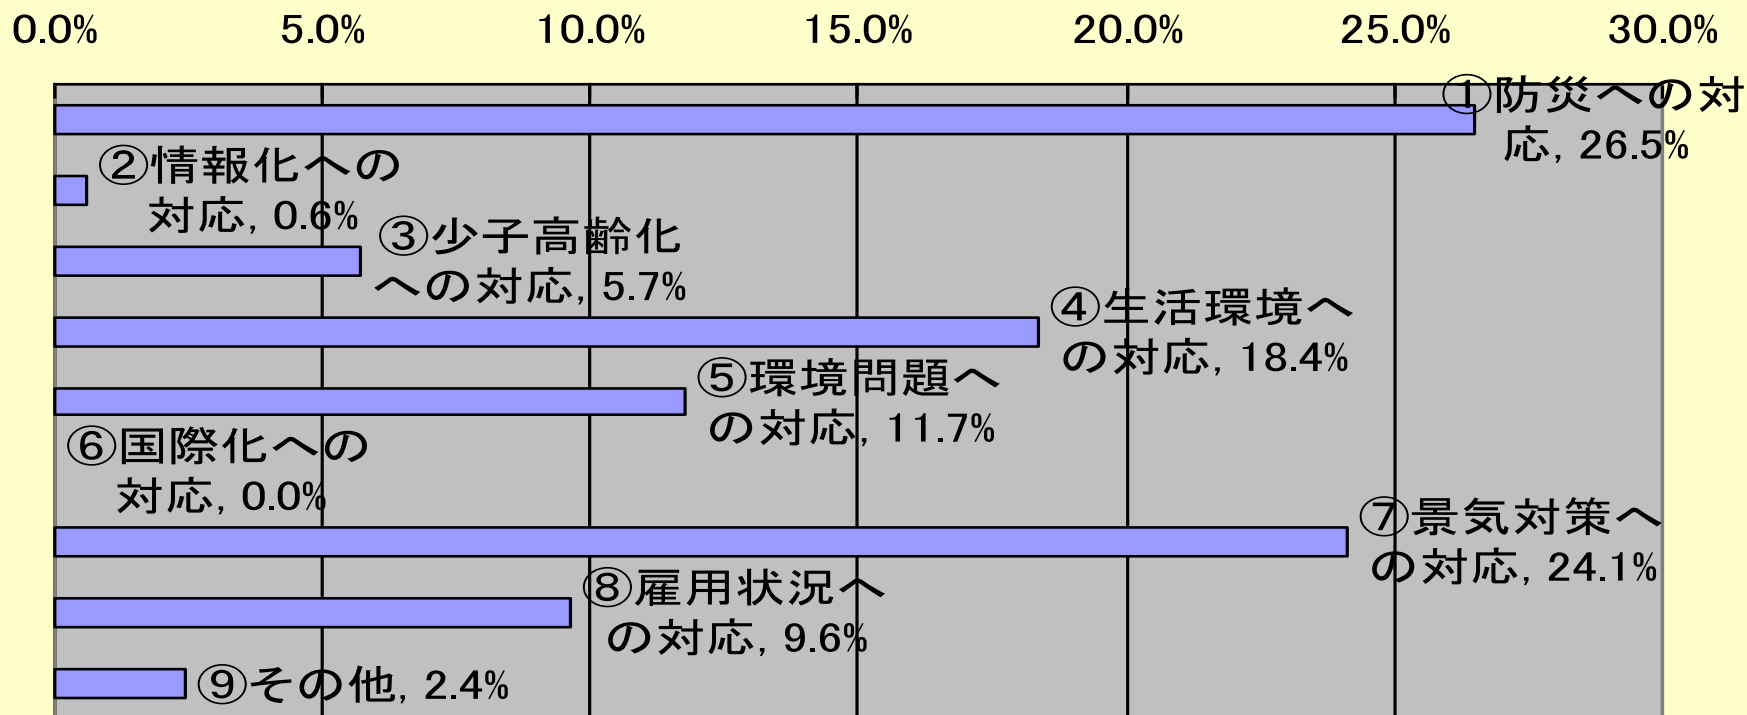 0.0% 5.0% 10.0% 15.0% 20.0% 25.0% 30.0%
①防災への対
応, 26.5%
②情報化への
対応, 0.6%
③少子高齢化
への対応, 5.7%
④生活環境へ
の対応, 18.4%
⑤環境問題へ
の対応, 11.7%
⑥国際化への
対応, 0.0%
⑦景気対策へ
の対応, 24.1%
⑧雇用状況へ
の対応, 9.6%
⑨その他, 2.4%